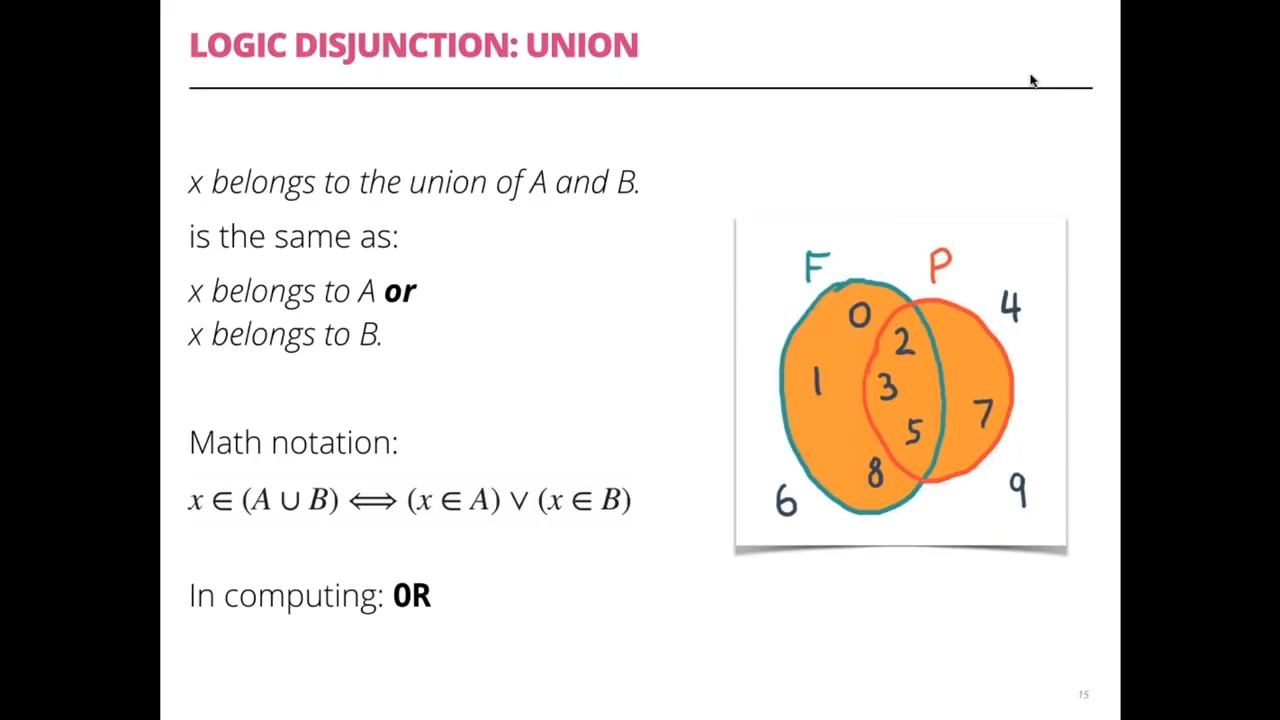 LOGIC DISJUNCTION: UNION
x belongs to the union of A and B.
is the same as:
x belongs to A or
x belongs to B.
Math notation:
x ∈ (A ∪ B) ⟺ (x ∈ A) ∨ (x ∈ B)
In computing: OR
F P
4
0
2
1
3
7
5
8
6
9
15